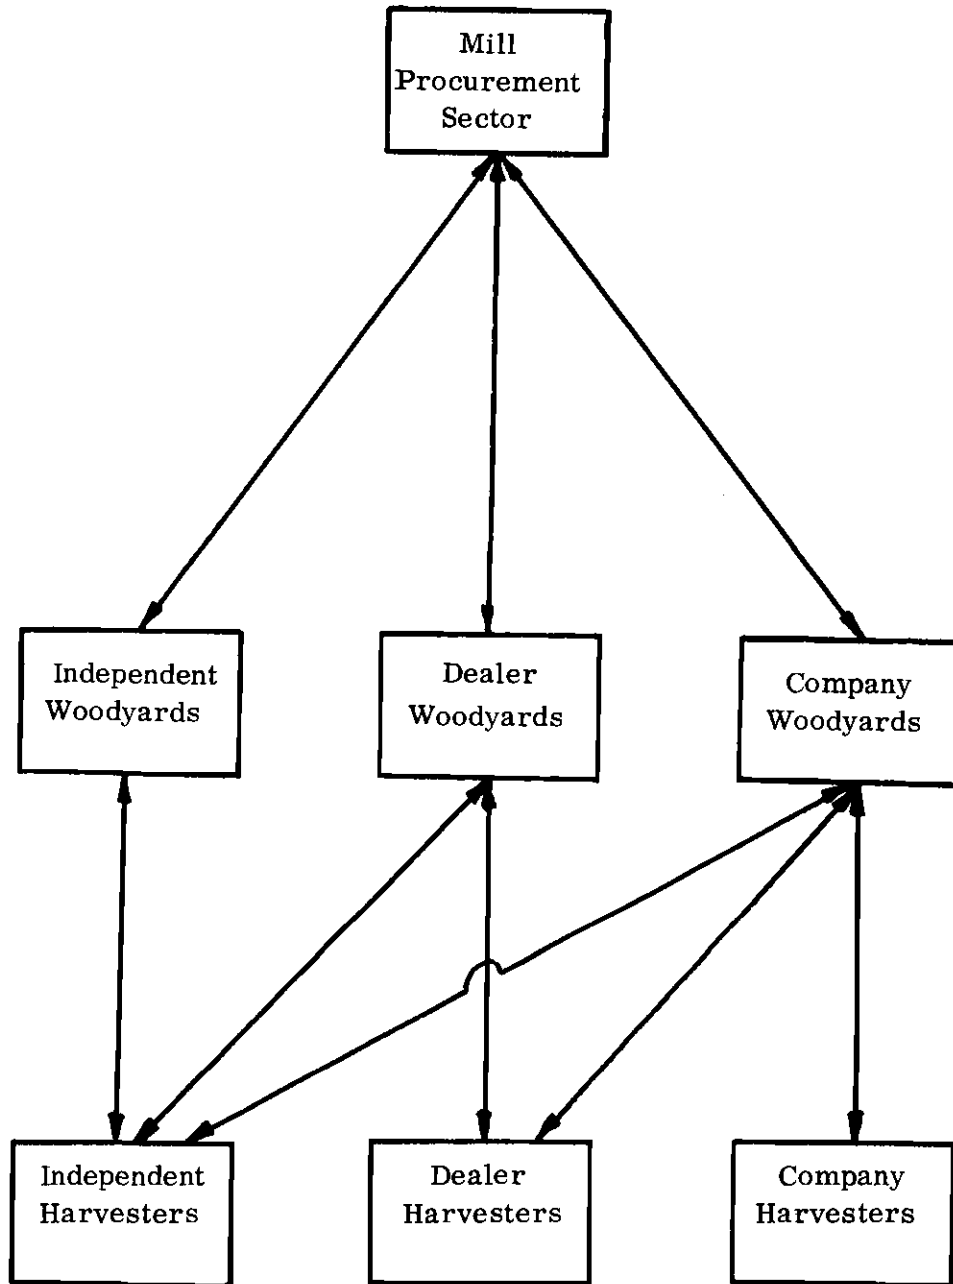 Mill
Procurement
Sector
Independent
Woodyards
Dealer
Woodyards
Company
Woodyards
Independent
Harvesters
Dealer
Harvesters
Company
Harvesters